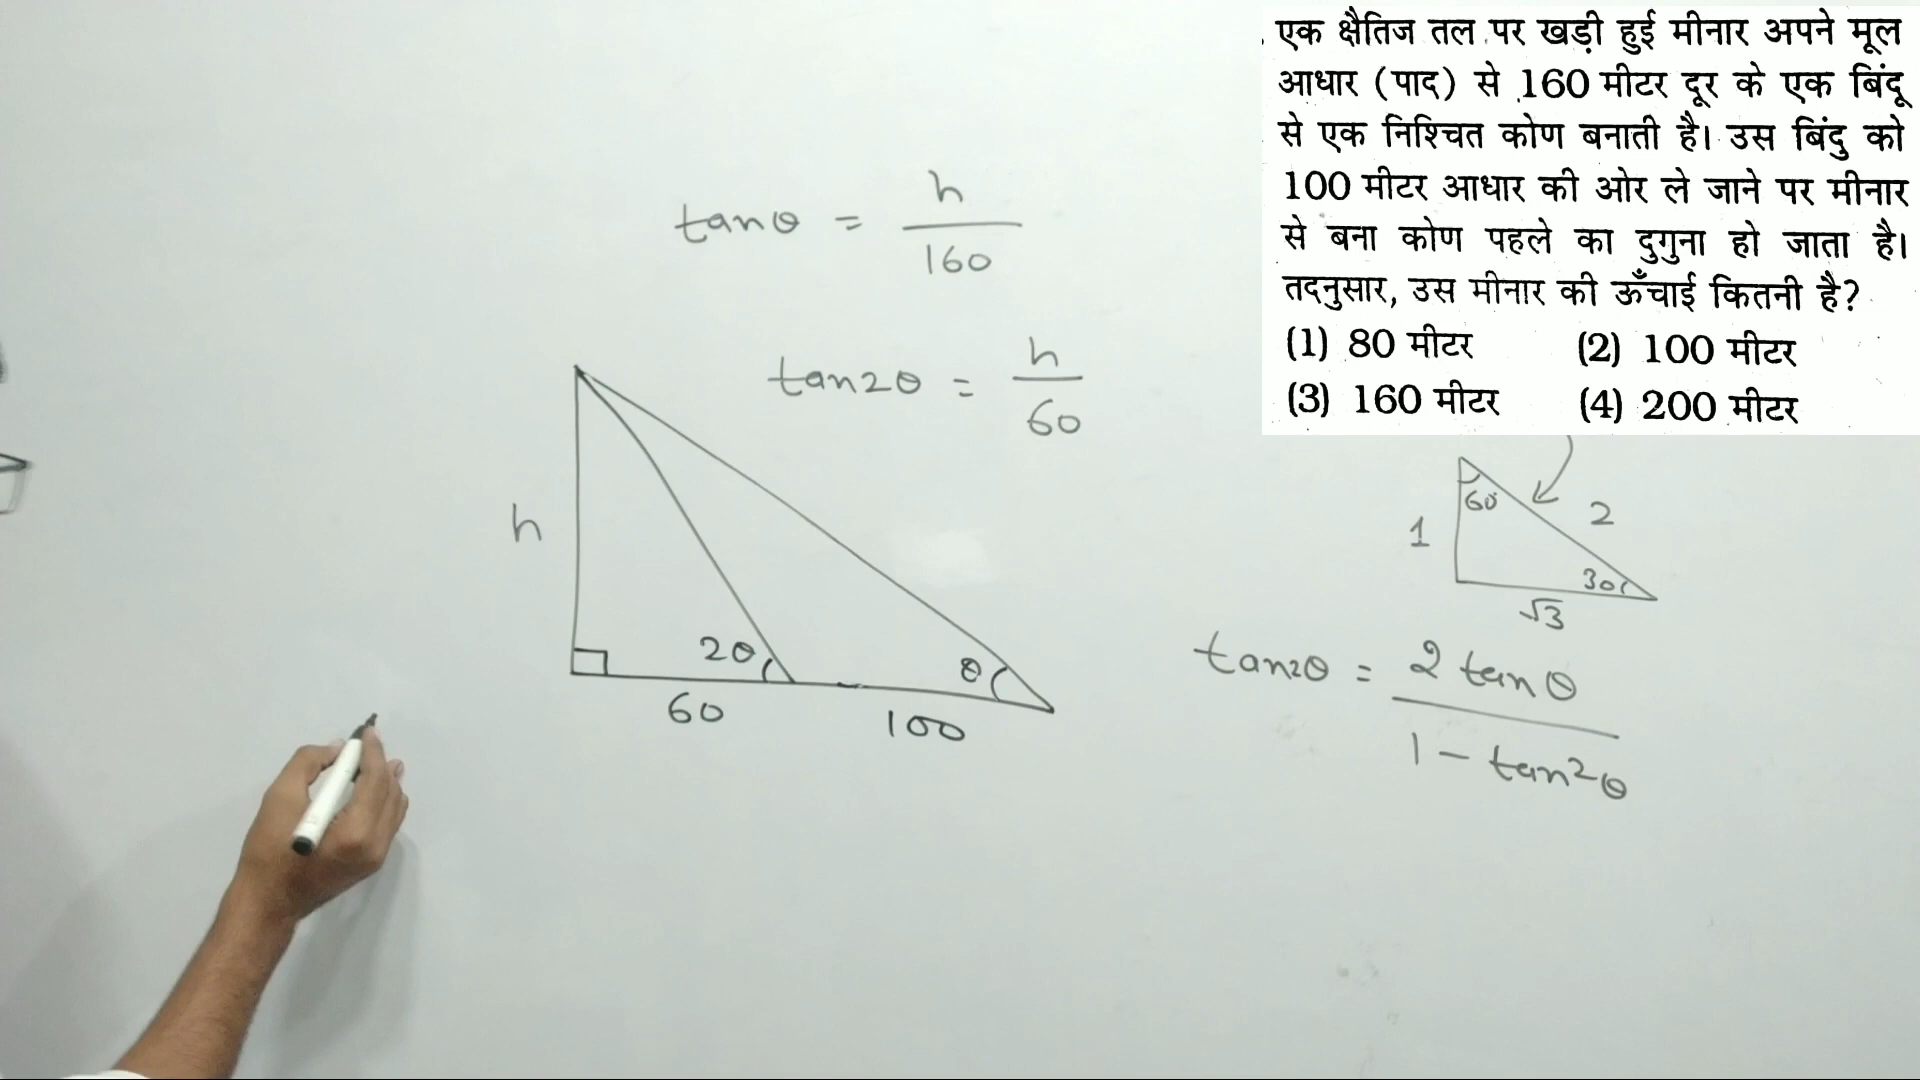 एक क्षैतिज तल पर खड़ी हुई मीनार अपने मूल
आधार (पाद) से 160 मीटर दूर के एक बिंदू
से एक निश्चित कोण बनाती है। उस बिंदु को
100 मीटर आधार की ओर ले जाने पर मीनार
से बना कोण पहले का दुगुना हो जाता है।
तदनुसार, उस मीनार की ऊँचाई कितनी है?
(1) 80 मीटर (2) 100 मीटर
(3) 160 मीटर (4) 200 मीटर
tanθ = h/160
tan2θ = h/60
h
2θ
θ
60
100
60°
1
2
30
√3
tan2θ = 2 tanθ
1 - tan²θ